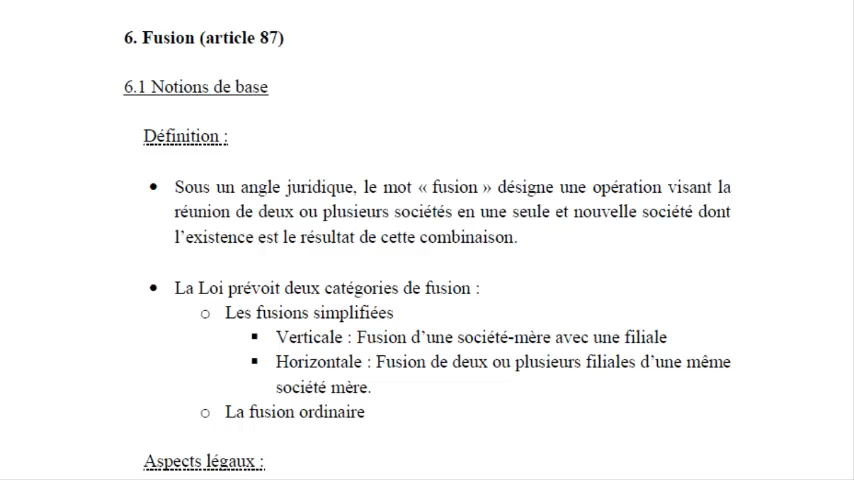 6. Fusion (article 87)
6.1 Notions de base
Définition :
• Sous un angle juridique, le mot « fusion » désigne une opération visant la
réunion de deux ou plusieurs sociétés en une seule et nouvelle société dont
l’existence est le résultat de cette combinaison.
• La Loi prévoit deux catégories de fusion :
o Les fusions simplifiées
▪ Verticale : Fusion d’une société-mère avec une filiale
▪ Horizontale : Fusion de deux ou plusieurs filiales d’une même
société mère.
o La fusion ordinaire
Aspects légaux :